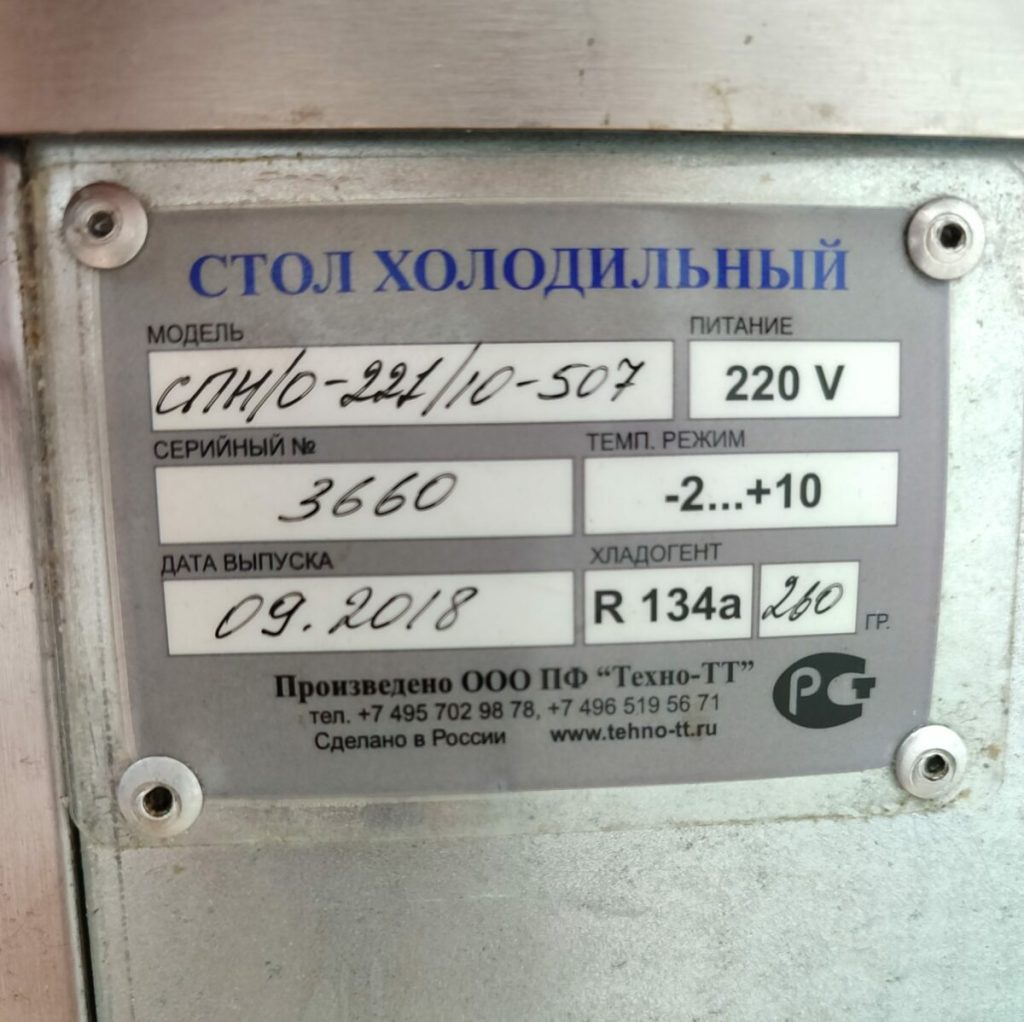 СТОЛ ХОЛОДИЛЬНЫЙ
МОДЕЛЬ ПИТАНИЕ
СПН/О-221/10-507 220 V
СЕРИЙНЫЙ № ТЕМП. РЕЖИМ
3660 -2...+10
ДАТА ВЫПУСКА ХЛАДОГЕНТ
09.2018 R 134a 260 ГР.
Произведено ООО ПФ “Техно-ТТ”
тел. +7 495 702 98 78, +7 496 519 56 71
Сделано в России www.tehno-tt.ru
РСТ